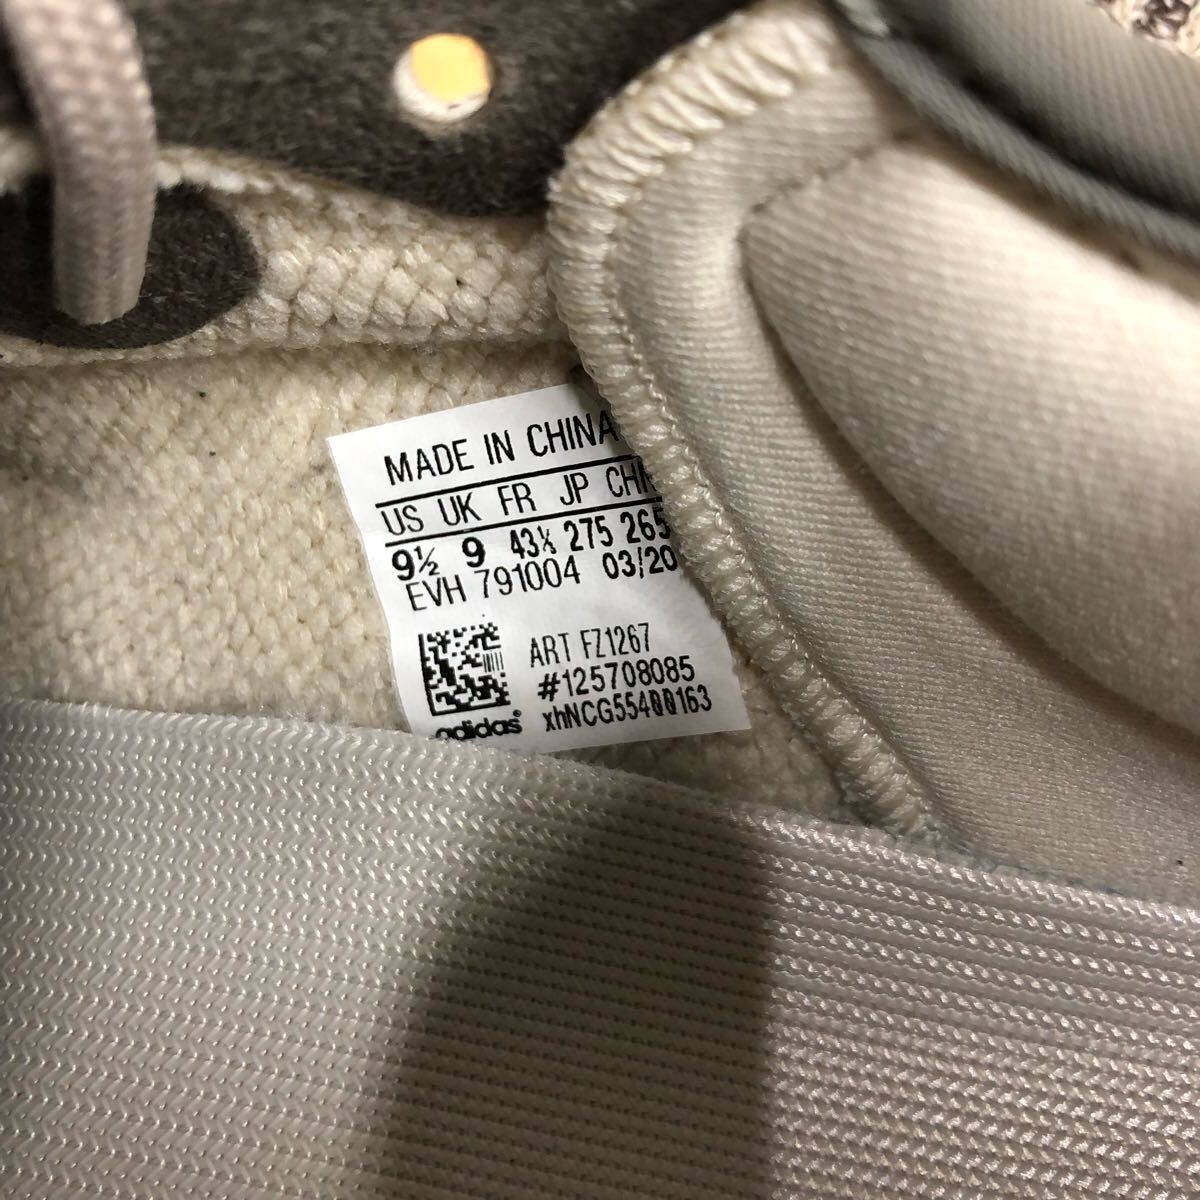 MADE IN CHINA
US UK FR JP
9½ 9 43⅓ 275 265
EVH 791004 03/20
ART FZ1267
#125708085
xhNCG55400163
adidas